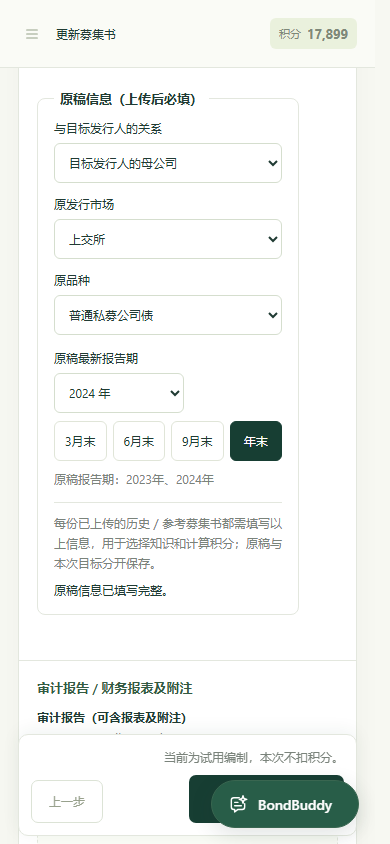 更新募集书
积分 17,899
原稿信息（上传后必填）
与目标发行人的关系
目标发行人的母公司
原发行市场
上交所
原品种
普通私募公司债
原稿最新报告期
2024 年
3月末 6月末 9月末 年末
原稿报告期：2023年、2024年
每份已上传的历史 / 参考募集书都需填写以
上信息，用于选择知识和计算积分；原稿与
本次目标分开保存。
原稿信息已填写完整。
审计报告 / 财务报表及附注
审计报告（可含报表及附注）
当前为试用编制，本次不扣积分。
上一步
BondBuddy